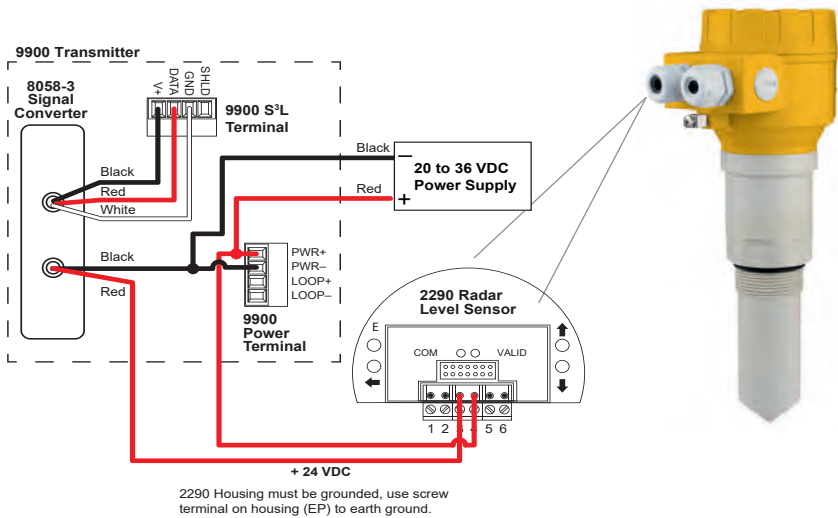 9900 Transmitter
8058-3
Signal
Converter
V+
DATA
GND
SHLD
9900 S³L
Terminal
Black
Red
White
Black
Red
Black
Red
–
+
20 to 36 VDC
Power Supply
PWR+
PWR–
LOOP+
LOOP–
9900
Power
Terminal
2290 Radar
Level Sensor
E
COM
VALID
1 2 3 4 5 6
+ 24 VDC
2290 Housing must be grounded, use screw
terminal on housing (EP) to earth ground.